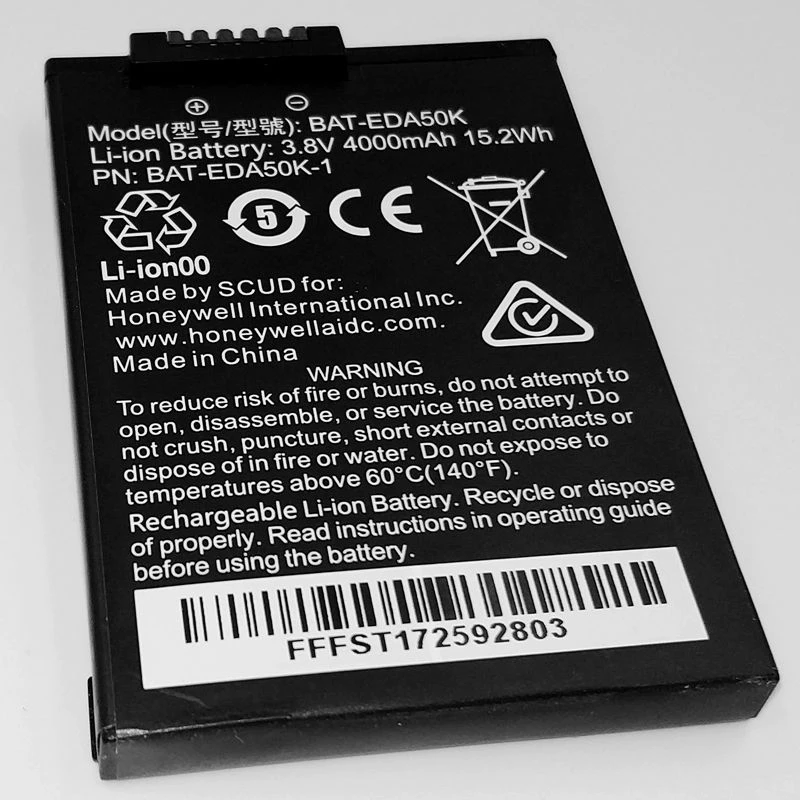 ⊕ ⊖
Model(型号/型號): BAT-EDA50K
Li-ion Battery: 3.8V 4000mAh 15.2Wh
PN: BAT-EDA50K-1
5 CE
Li-ion00
Made by SCUD for:
Honeywell International Inc.
www.honeywellaidc.com.
Made in China
WARNING
To reduce risk of fire or burns, do not attempt to
open, disassemble, or service the battery. Do
not crush, puncture, short external contacts or
dispose of in fire or water. Do not expose to
temperatures above 60°C(140°F).
Rechargeable Li-ion Battery. Recycle or dispose
of properly. Read instructions in operating guide
before using the battery.
FFFST172592803